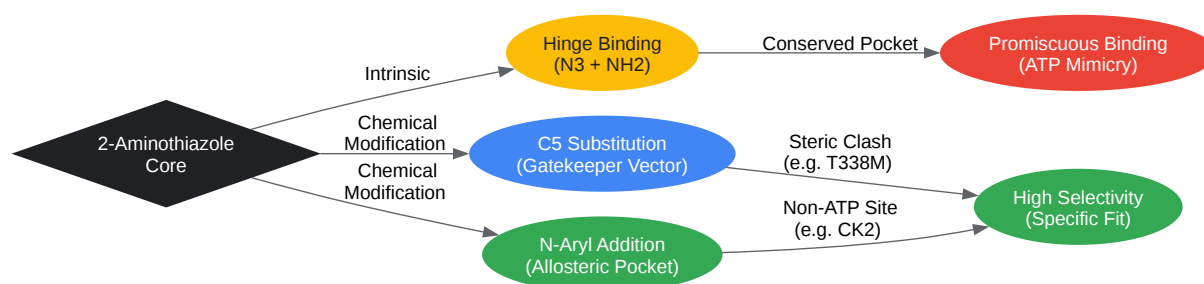 2-Aminothiazole
Core
Intrinsic
Hinge Binding
(N3 + NH2)
Conserved Pocket
Promiscuous Binding
(ATP Mimicry)
Chemical
Modification
C5 Substitution
(Gatekeeper Vector)
Steric Clash
(e.g. T338M)
Chemical
Modification
N-Aryl Addition
(Allosteric Pocket)
Non-ATP Site
(e.g. CK2)
High Selectivity
(Specific Fit)